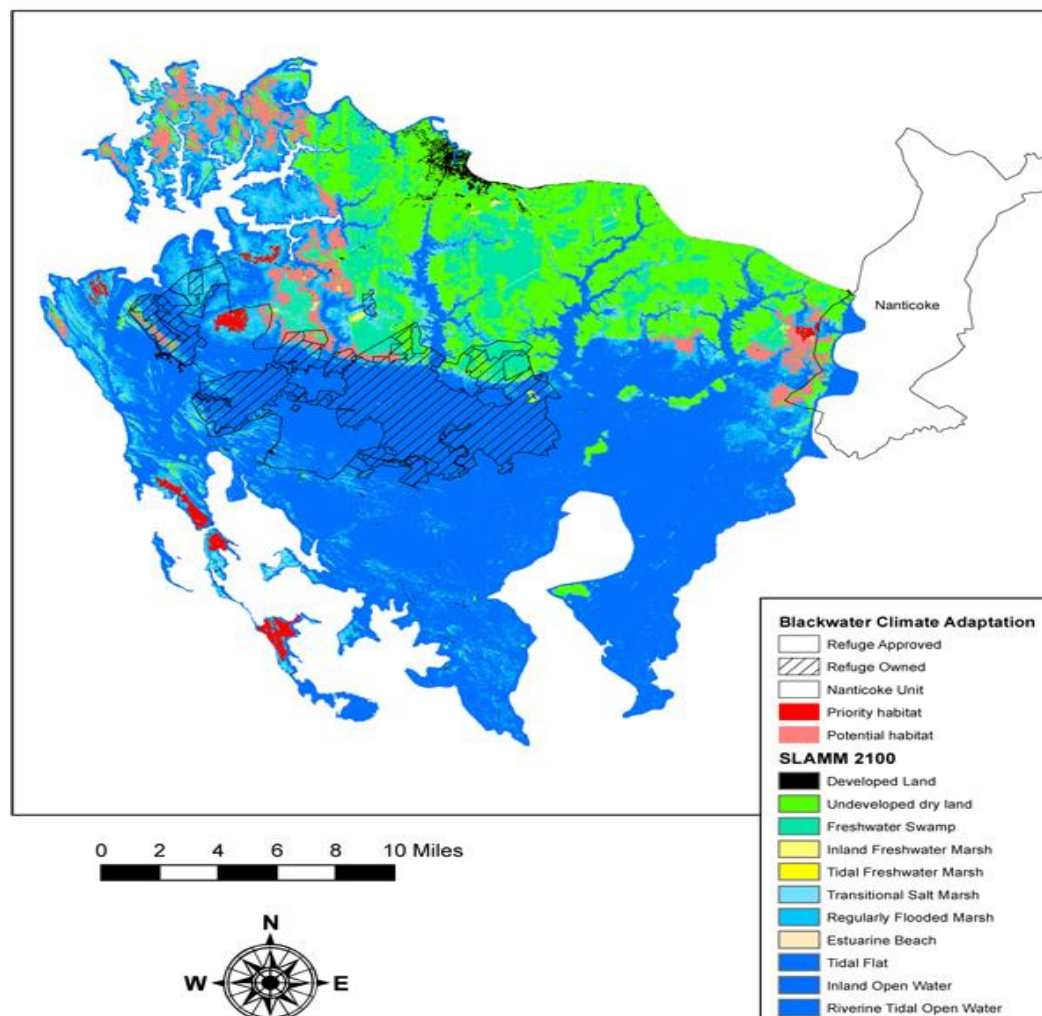 Nanticoke
Blackwater Climate Adaptation
Refuge Approved
Refuge Owned
Nanticoke Unit
Priority habitat
Potential habitat
SLAMM 2100
Developed Land
Undeveloped dry land
Freshwater Swamp
Inland Freshwater Marsh
Tidal Freshwater Marsh
Transitional Salt Marsh
Regularly Flooded Marsh
Estuarine Beach
Tidal Flat
Inland Open Water
Riverine Tidal Open Water
0 2 4 6 8 10 Miles
N
W E